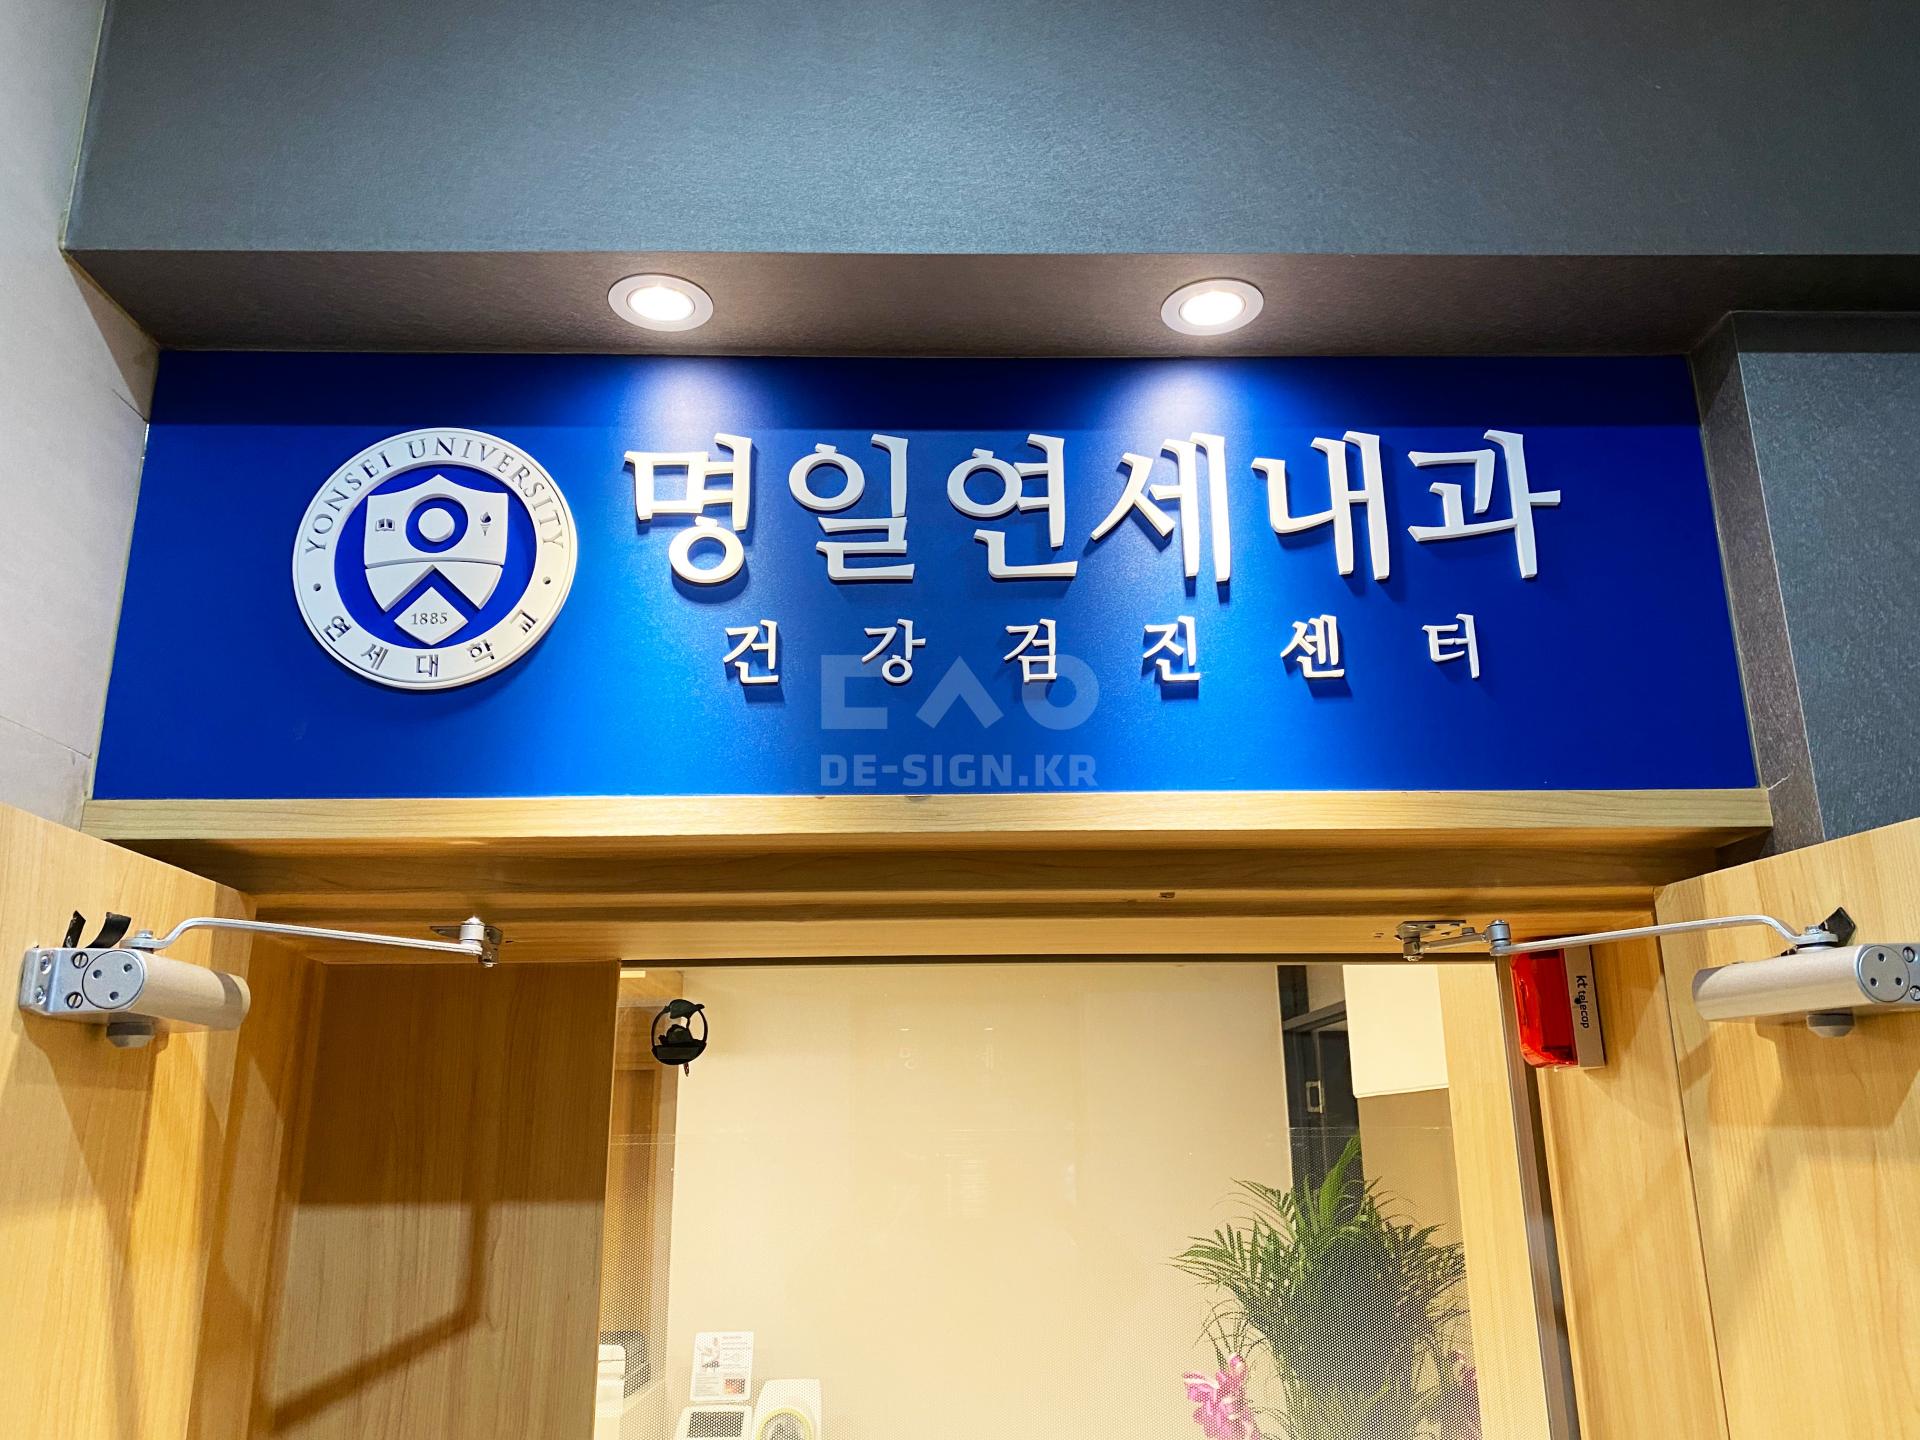 YONSEI UNIVERSITY
1885
연세대학교
명일연세내과
건강검진센터
DE-SIGN.KR
kt telecop